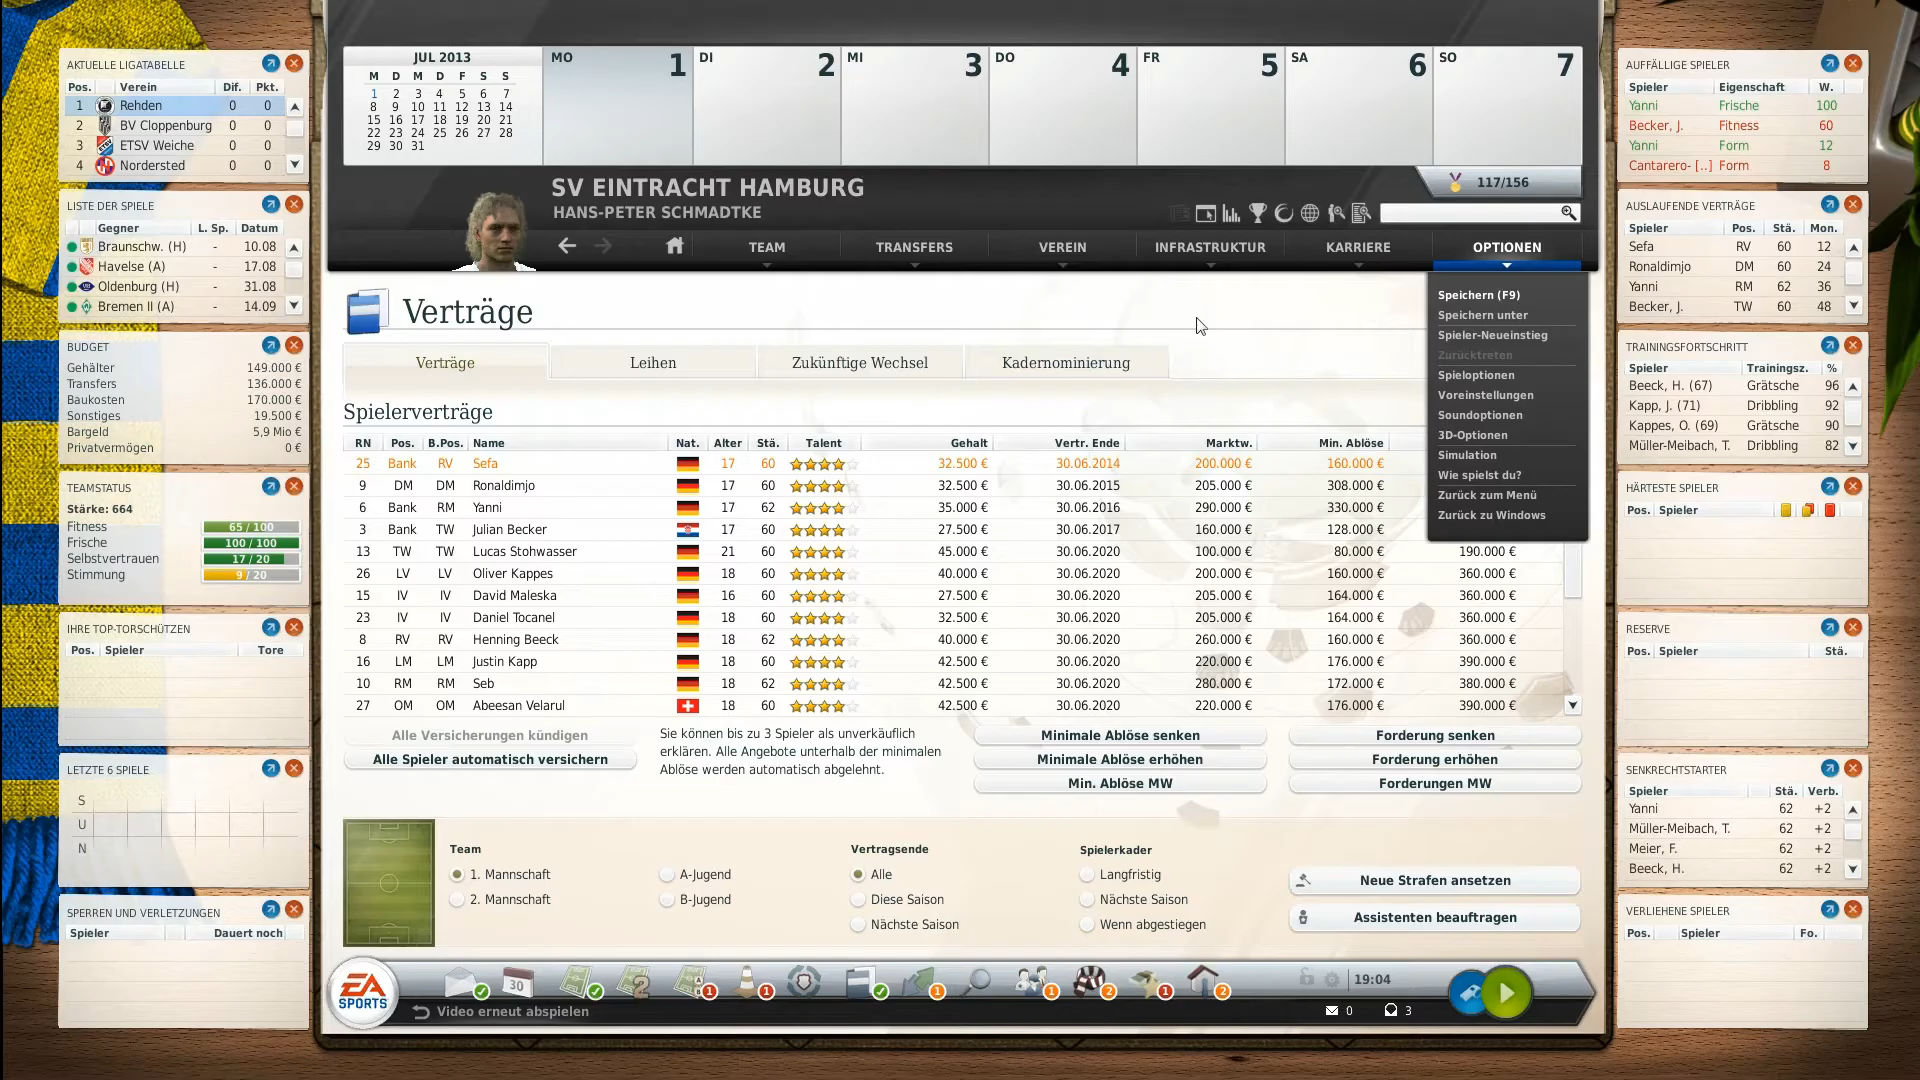 AKTUELLE LIGATABELLE
Pos. Verein Dif. Pkt.
1 Rehden 0 0
2 BV Cloppenburg 0 0
3 ETSV Weiche 0 0
4 Nordersted 0 0
LISTE DER SPIELE
Gegner L. Sp. Datum
Braunschw. (H) - 10.08
Havelse (A) - 17.08
Oldenburg (H) - 31.08
Bremen II (A) - 14.09
BUDGET
Gehälter 149.000 €
Transfers 136.000 €
Baukosten 170.000 €
Sonstiges 19.500 €
Bargeld 5,9 Mio €
Privatvermögen 0 €
TEAMSTATUS
Stärke: 664
Fitness 65 / 100
Frische 100 / 100
Selbstvertrauen 17 / 20
Stimmung 9 / 20
IHRE TOP-TORSCHÜTZEN
Pos. Spieler Tore
LETZTE 6 SPIELE
S
U
N
SPERREN UND VERLETZUNGEN
Spieler Dauert noch
JUL 2013
M D M D F S S
1 2 3 4 5 6 7
8 9 10 11 12 13 14
15 16 17 18 19 20 21
22 23 24 25 26 27 28
29 30 31
MO 1 DI 2 MI 3 DO 4 FR 5 SA 6 SO 7
SV EINTRACHT HAMBURG
HANS-PETER SCHMADTKE
117/156
TEAM TRANSFERS VEREIN INFRASTRUKTUR KARRIERE OPTIONEN
Speichern (F9)
Speichern unter
Spieler-Neueinstieg
Zurücktreten
Spieloptionen
Voreinstellungen
Soundoptionen
3D-Optionen
Simulation
Wie spielst du?
Zurück zum Menü
Zurück zu Windows
Verträge
Verträge Leihen Zukünftige Wechsel Kadernominierung
Spielerverträge
RN Pos. B.Pos. Name Nat. Alter Stä. Talent Gehalt Vertr. Ende Marktw. Min. Ablöse
25 Bank RV Sefa 17 60 32.500 € 30.06.2014 200.000 € 160.000 €
9 DM DM Ronaldimjo 17 60 32.500 € 30.06.2015 205.000 € 308.000 €
6 Bank RM Yanni 17 62 35.000 € 30.06.2016 290.000 € 330.000 €
3 Bank TW Julian Becker 17 60 27.500 € 30.06.2017 160.000 € 128.000 €
13 TW TW Lucas Stohwasser 21 60 45.000 € 30.06.2020 100.000 € 80.000 € 190.000 €
26 LV LV Oliver Kappes 18 60 40.000 € 30.06.2020 200.000 € 160.000 € 360.000 €
15 IV IV David Maleska 16 60 27.500 € 30.06.2020 205.000 € 164.000 € 360.000 €
23 IV IV Daniel Tocanel 18 60 32.500 € 30.06.2020 205.000 € 164.000 € 360.000 €
8 RV RV Henning Beeck 18 62 40.000 € 30.06.2020 260.000 € 160.000 € 360.000 €
16 LM LM Justin Kapp 18 60 42.500 € 30.06.2020 220.000 € 176.000 € 390.000 €
10 RM RM Seb 18 62 42.500 € 30.06.2020 280.000 € 172.000 € 380.000 €
27 OM OM Abeesan Velarul 18 60 42.500 € 30.06.2020 220.000 € 176.000 € 390.000 €
Alle Versicherungen kündigen
Alle Spieler automatisch versichern
Sie können bis zu 3 Spieler als unverkäuflich
erklären. Alle Angebote unterhalb der minimalen
Ablöse werden automatisch abgelehnt.
Minimale Ablöse senken
Minimale Ablöse erhöhen
Min. Ablöse MW
Forderung senken
Forderung erhöhen
Forderungen MW
Team
1. Mannschaft A-Jugend
2. Mannschaft B-Jugend
Vertragsende
Alle
Diese Saison
Nächste Saison
Spielerkader
Langfristig
Nächste Saison
Wenn abgestiegen
Neue Strafen ansetzen
Assistenten beauftragen
EA SPORTS
30 2 1 1 1 1 2 1 2
19:04
Video erneut abspielen
0 3
AUFFÄLLIGE SPIELER
Spieler Eigenschaft W.
Yanni Frische 100
Becker, J. Fitness 60
Yanni Form 12
Cantarero- [..] Form 8
AUSLAUFENDE VERTRÄGE
Spieler Pos. Stä. Mon.
Sefa RV 60 12
Ronaldimjo DM 60 24
Yanni RM 62 36
Becker, J. TW 60 48
TRAININGSFORTSCHRITT
Spieler Trainingsz. %
Beeck, H. (67) Grätsche 96
Kapp, J. (71) Dribbling 92
Kappes, O. (69) Grätsche 90
Müller-Meibach, T. Dribbling 82
HÄRTESTE SPIELER
Pos. Spieler
RESERVE
Pos. Spieler Stä.
SENKRECHTSTARTER
Spieler Stä. Verb.
Yanni 62 +2
Müller-Meibach, T. 62 +2
Meier, F. 62 +2
Beeck, H. 62 +2
VERLIEHENE SPIELER
Pos. Spieler Fo.